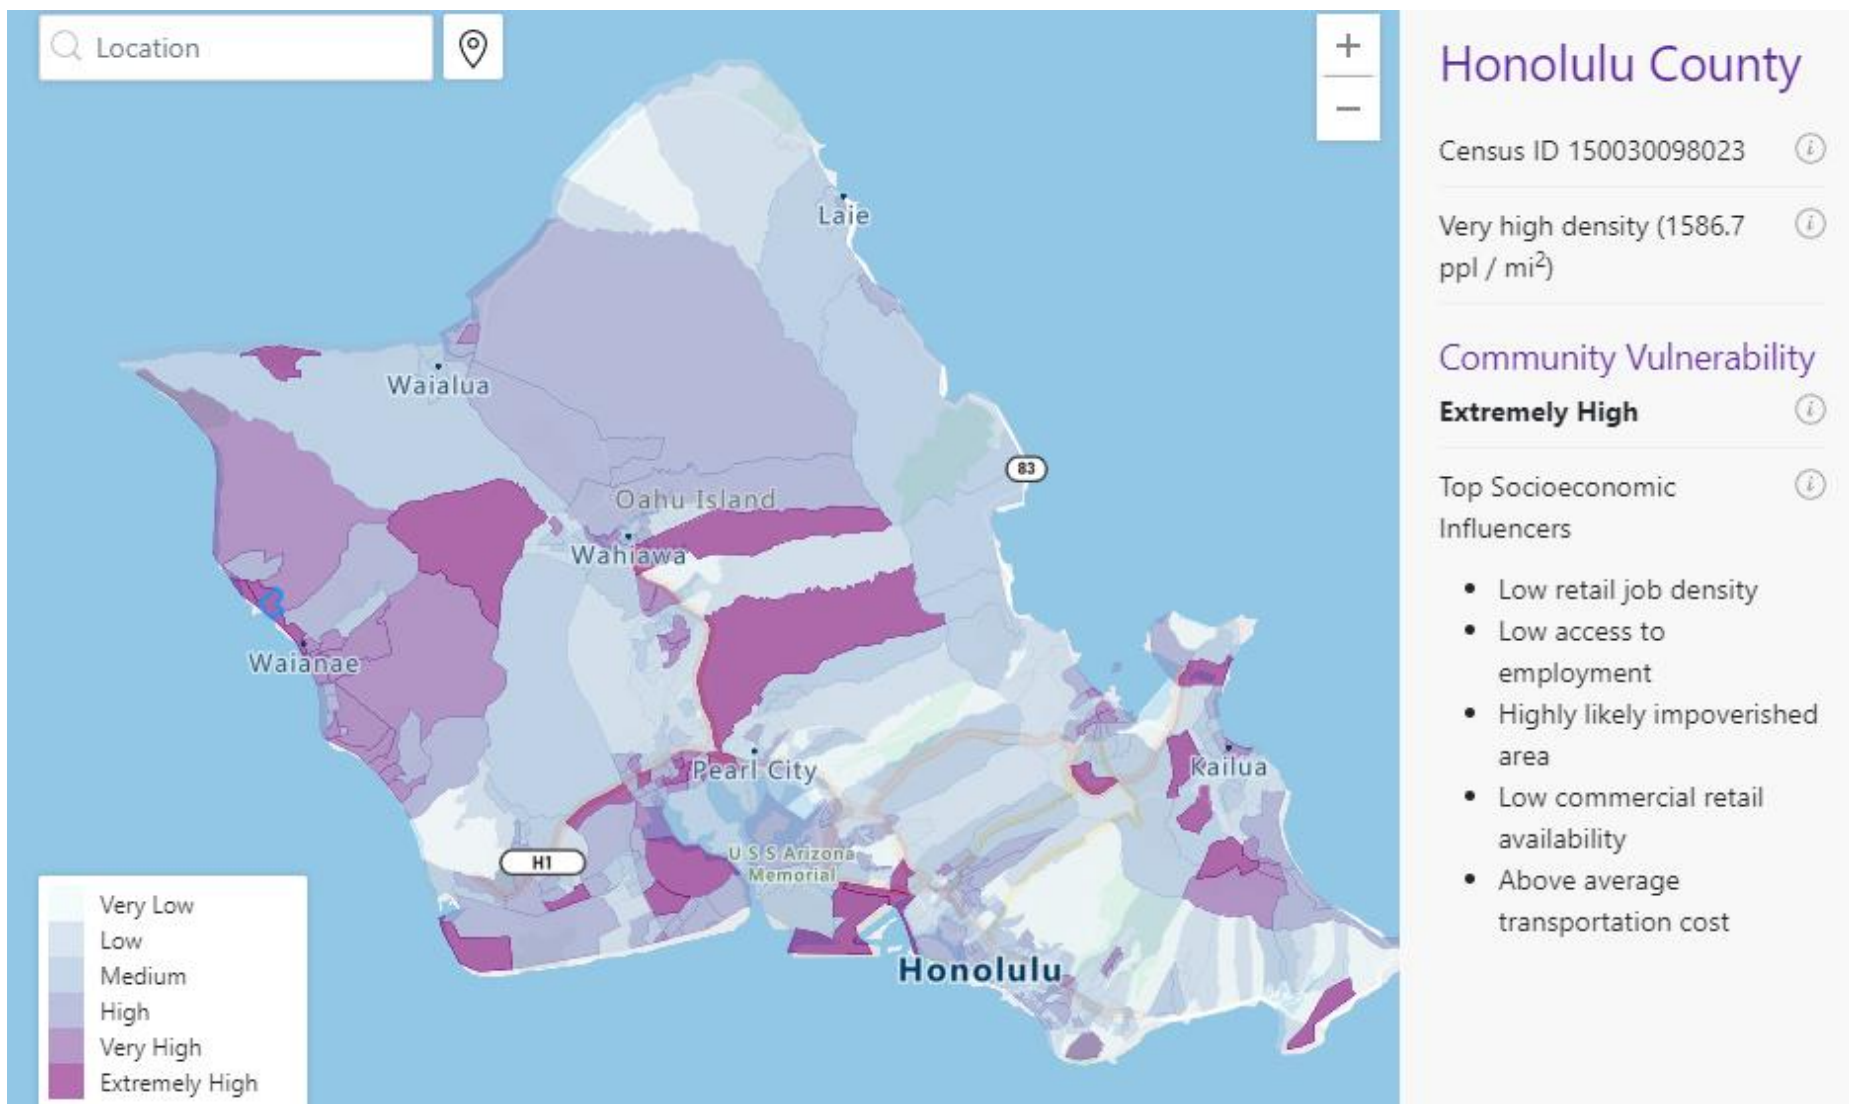 Location
+
−
Laie
Waialua
83
Oahu Island
Wahiawa
Waianae
Pearl City
Kailua
H1
U S S Arizona
Memorial
Honolulu
Very Low
Low
Medium
High
Very High
Extremely High
Honolulu County
Census ID 150030098023
Very high density (1586.7
ppl / mi²)
Community Vulnerability
Extremely High
Top Socioeconomic
Influencers
• Low retail job density
• Low access to
employment
• Highly likely impoverished
area
• Low commercial retail
availability
• Above average
transportation cost